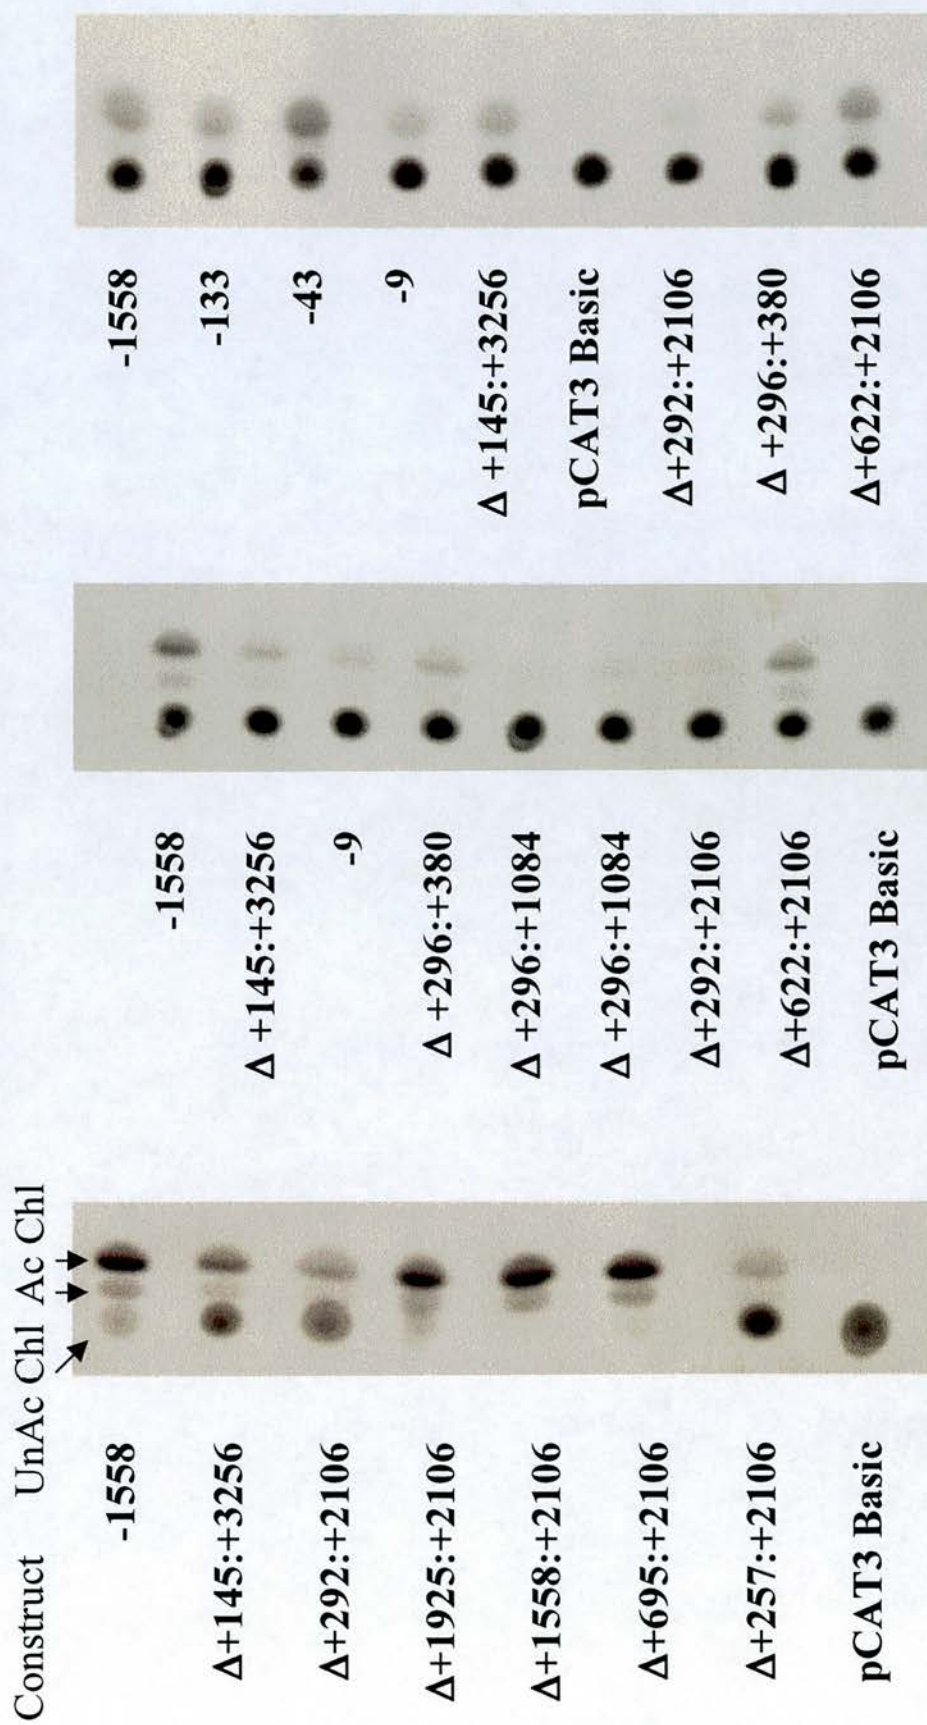 Construct UnAc Chl Ac Chl
-1558
Δ+145:+3256
Δ+292:+2106
Δ+1925:+2106
Δ+1558:+2106
Δ+695:+2106
Δ+257:+2106
pCAT3 Basic
-1558
Δ +145:+3256
-9
Δ +296:+380
Δ +296:+1084
Δ +296:+1084
Δ+292:+2106
Δ+622:+2106
pCAT3 Basic
-1558
-133
-43
-9
Δ +145:+3256
pCAT3 Basic
Δ+292:+2106
Δ +296:+380
Δ+622:+2106